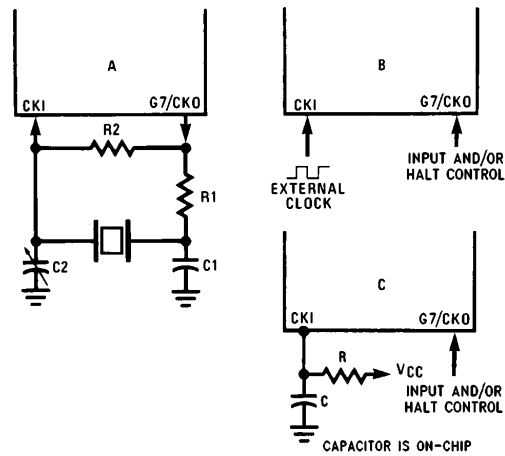 A
CKI
G7/CKO
R2
R1
C2
C1
B
CKI
G7/CKO
EXTERNAL
CLOCK
INPUT AND/OR
HALT CONTROL
C
CKI
G7/CKO
R
VCC
C
INPUT AND/OR
HALT CONTROL
CAPACITOR IS ON-CHIP